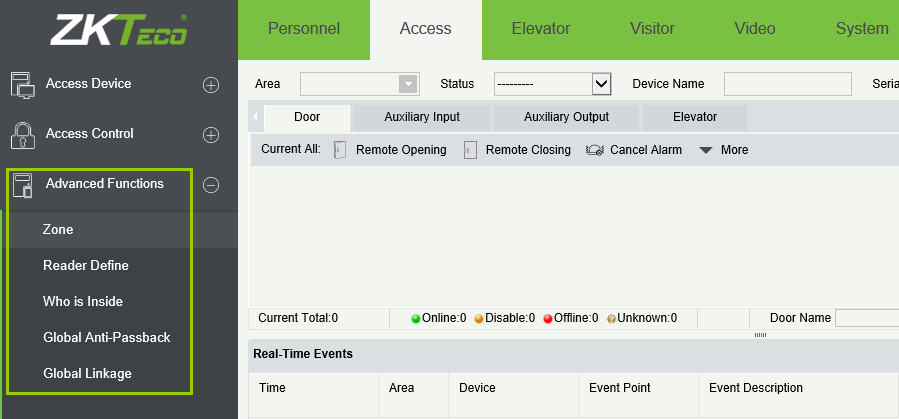 ZKTECO
Personnel Access Elevator Visitor Video System
Access Device
Access Control
Advanced Functions
Zone
Reader Define
Who is Inside
Global Anti-Passback
Global Linkage
Area Status --------- Device Name Seria
Door Auxiliary Input Auxiliary Output Elevator
Current All: Remote Opening Remote Closing Cancel Alarm More
Current Total:0 Online:0 Disable:0 Offline:0 Unknown:0 Door Name
Real-Time Events
Time Area Device Event Point Event Description